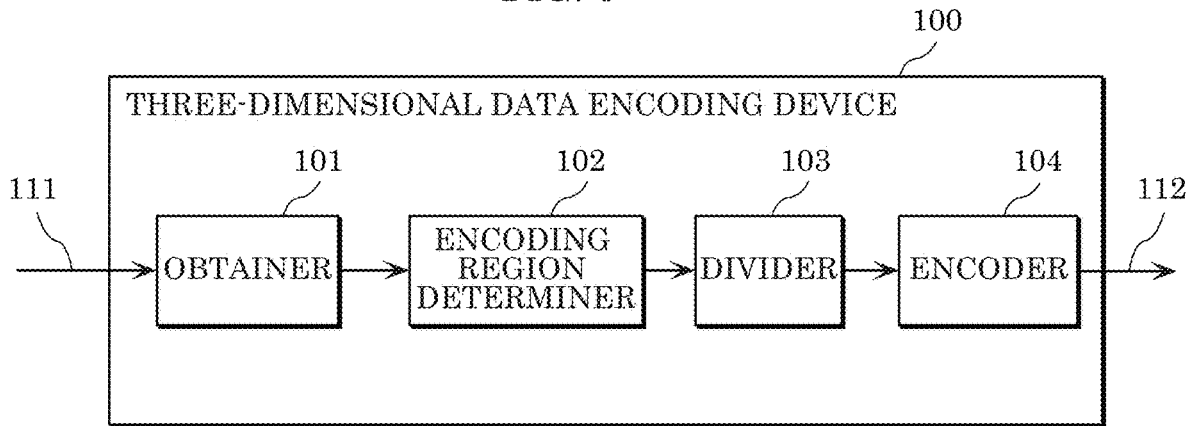 100
THREE-DIMENSIONAL DATA ENCODING DEVICE
101
102
103
104
111
112
OBTAINER
ENCODING
REGION
DETERMINER
DIVIDER
ENCODER